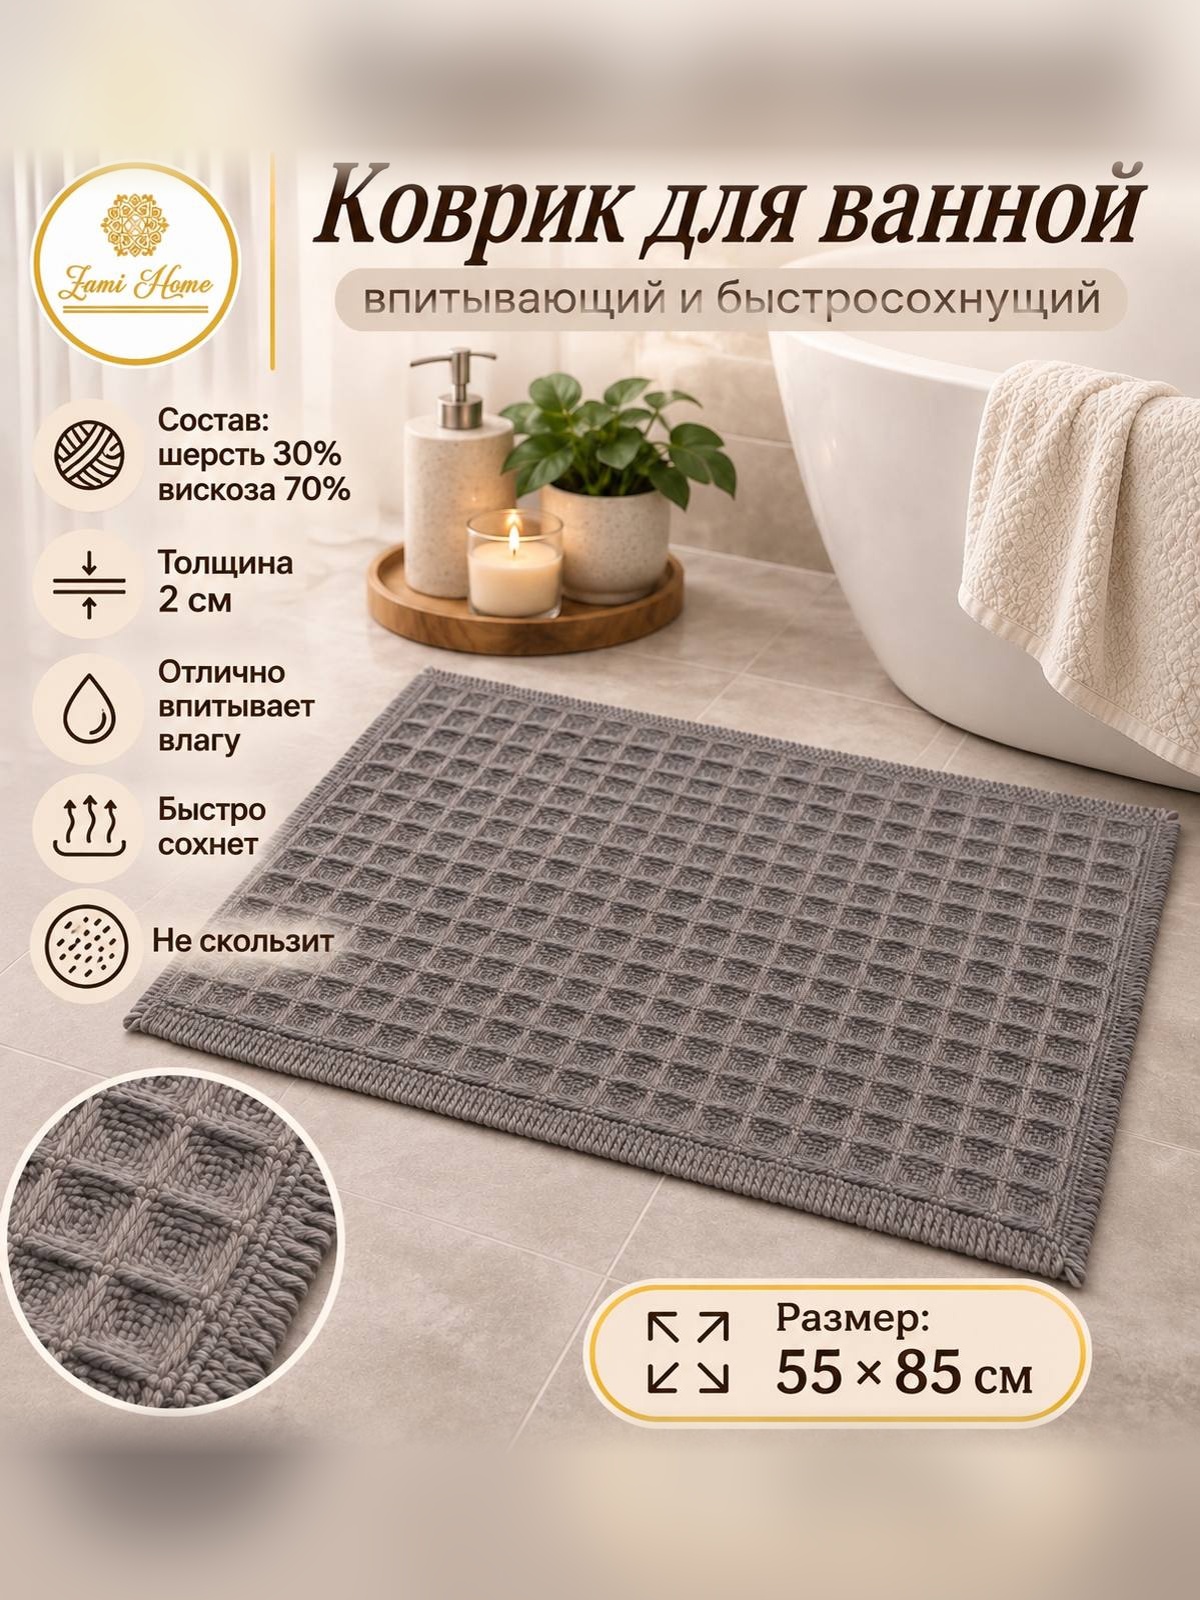 Zami Home
Коврик для ванной
впитывающий и быстросохнущий
Состав:
шерсть 30%
вискоза 70%
Толщина
2 см
Отлично
впитывает
влагу
Быстро
сохнет
Не скользит
Размер:
55 × 85 см